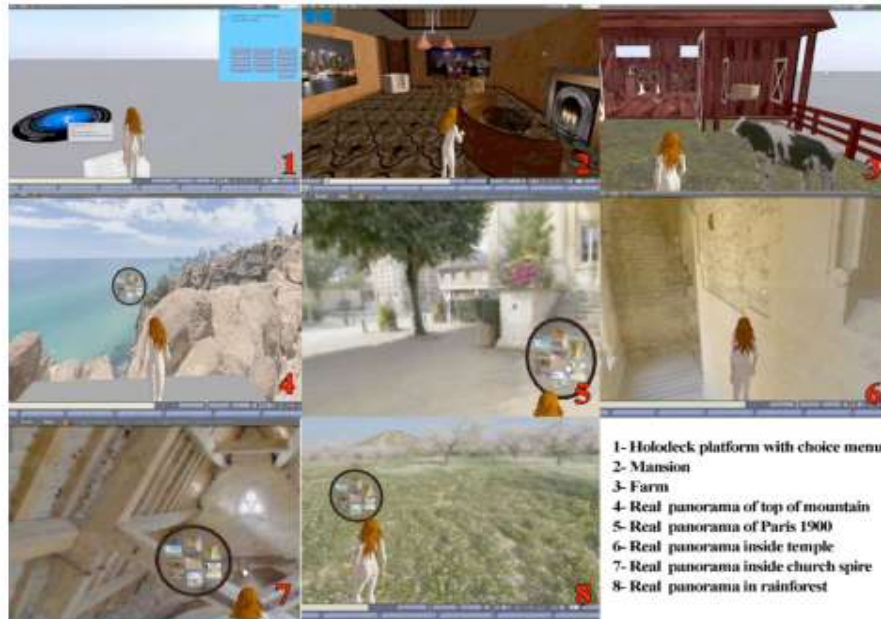 1
2
3
4
5
6
7
8
1- Holodeck platform with choice menu
2- Mansion
3- Farm
4- Real panorama of top of mountain
5- Real panorama of Paris 1900
6- Real panorama inside temple
7- Real panorama inside church spire
8- Real panorama in rainforest